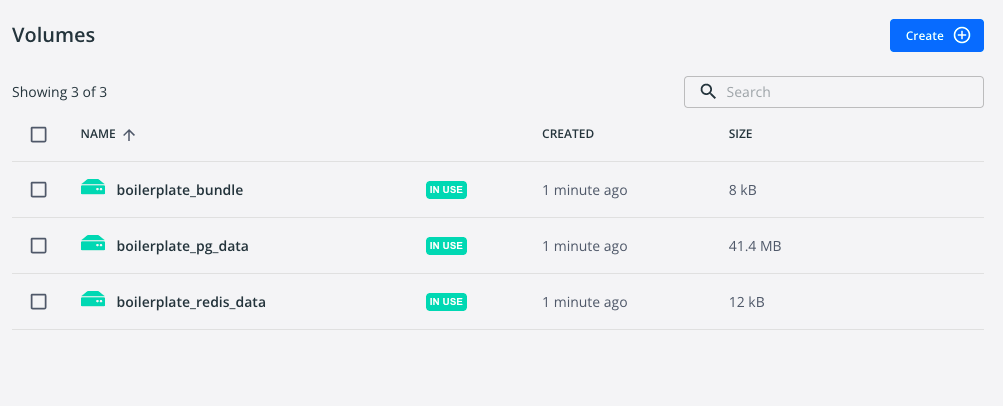 Volumes
Create
Showing 3 of 3
Search
NAME CREATED SIZE
boilerplate_bundle IN USE 1 minute ago 8 kB
boilerplate_pg_data IN USE 1 minute ago 41.4 MB
boilerplate_redis_data IN USE 1 minute ago 12 kB